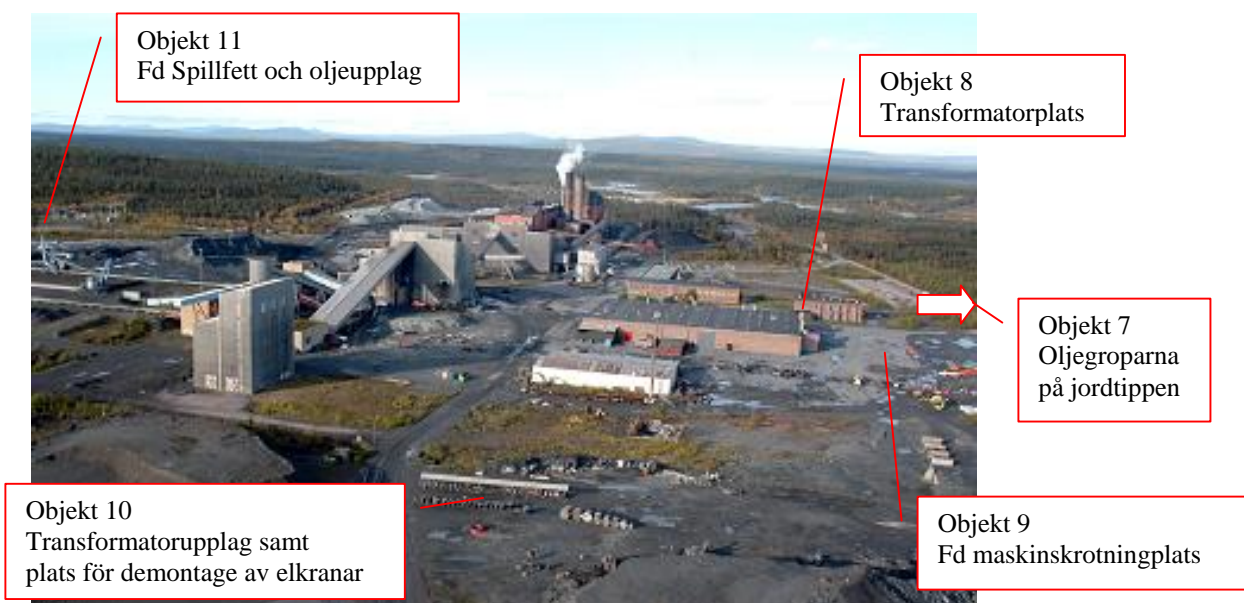 Objekt 11
Fd Spillfett och oljeupplag
Objekt 8
Transformatorplats
Objekt 7
Oljegroparna
på jordtippen
Objekt 10
Transformatorupplag samt
plats för demontage av elkranar
Objekt 9
Fd maskinskrotningplats